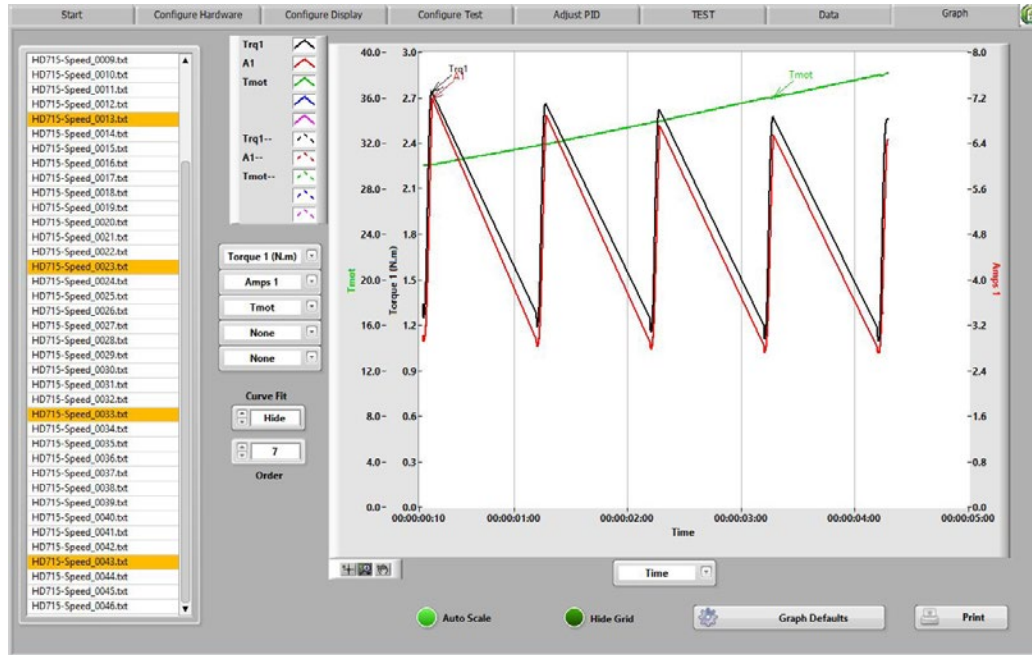 Start Configure Hardware Configure Display Configure Test Adjust PID TEST Data Graph
HD715-Speed_0009.txt
HD715-Speed_0010.txt
HD715-Speed_0011.txt
HD715-Speed_0012.txt
HD715-Speed_0013.txt
HD715-Speed_0014.txt
HD715-Speed_0015.txt
HD715-Speed_0016.txt
HD715-Speed_0017.txt
HD715-Speed_0018.txt
HD715-Speed_0019.txt
HD715-Speed_0020.txt
HD715-Speed_0021.txt
HD715-Speed_0022.txt
HD715-Speed_0023.txt
HD715-Speed_0024.txt
HD715-Speed_0025.txt
HD715-Speed_0026.txt
HD715-Speed_0027.txt
HD715-Speed_0028.txt
HD715-Speed_0029.txt
HD715-Speed_0030.txt
HD715-Speed_0031.txt
HD715-Speed_0032.txt
HD715-Speed_0033.txt
HD715-Speed_0034.txt
HD715-Speed_0035.txt
HD715-Speed_0036.txt
HD715-Speed_0037.txt
HD715-Speed_0038.txt
HD715-Speed_0039.txt
HD715-Speed_0040.txt
HD715-Speed_0041.txt
HD715-Speed_0042.txt
HD715-Speed_0043.txt
HD715-Speed_0044.txt
HD715-Speed_0045.txt
HD715-Speed_0046.txt
Trq1
A1
Tmot
Trq1--
A1--
Tmot--
Torque 1 (N.m)
Amps 1
Tmot
None
None
Curve Fit
Hide
7
Order
Tmot
40.0-
36.0-
32.0-
28.0-
24.0-
20.0-
16.0-
12.0-
8.0-
4.0-
0.0-
Torque 1 (N.m)
3.0-
2.7-
2.4-
2.1-
1.8-
1.5-
1.2-
0.9-
0.6-
0.3-
0.0-
Trq1
A1
Tmot
-8.0
-7.2
-6.4
-5.6
-4.8
-4.0
-3.2
-2.4
-1.6
-0.8
-0.0
Amps 1
00:00:00:10 00:00:01:00 00:00:02:00 00:00:03:00 00:00:04:00 00:00:05:00
Time
Time
Auto Scale Hide Grid Graph Defaults Print